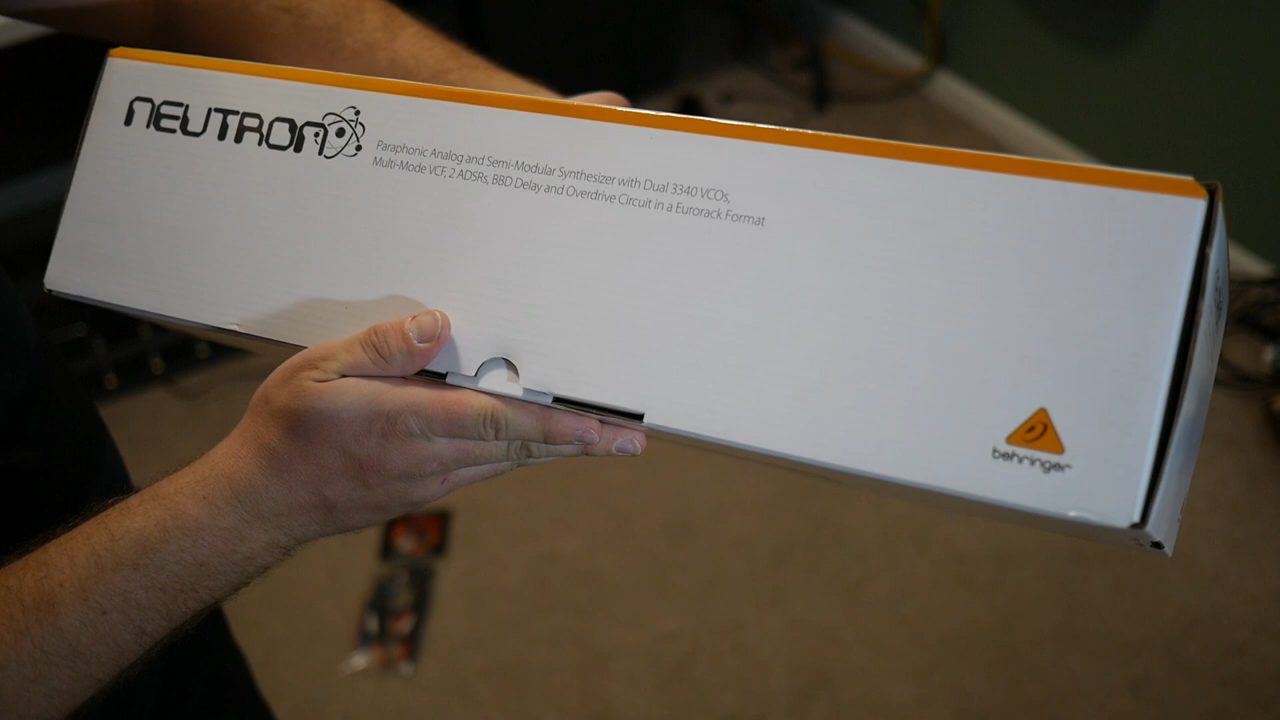 NEUTRON
Paraphonic Analog and Semi-Modular Synthesizer with Dual 3340 VCOs,
Multi-Mode VCF, 2 ADSRs, BBD Delay and Overdrive Circuit in a Eurorack Format
behringer